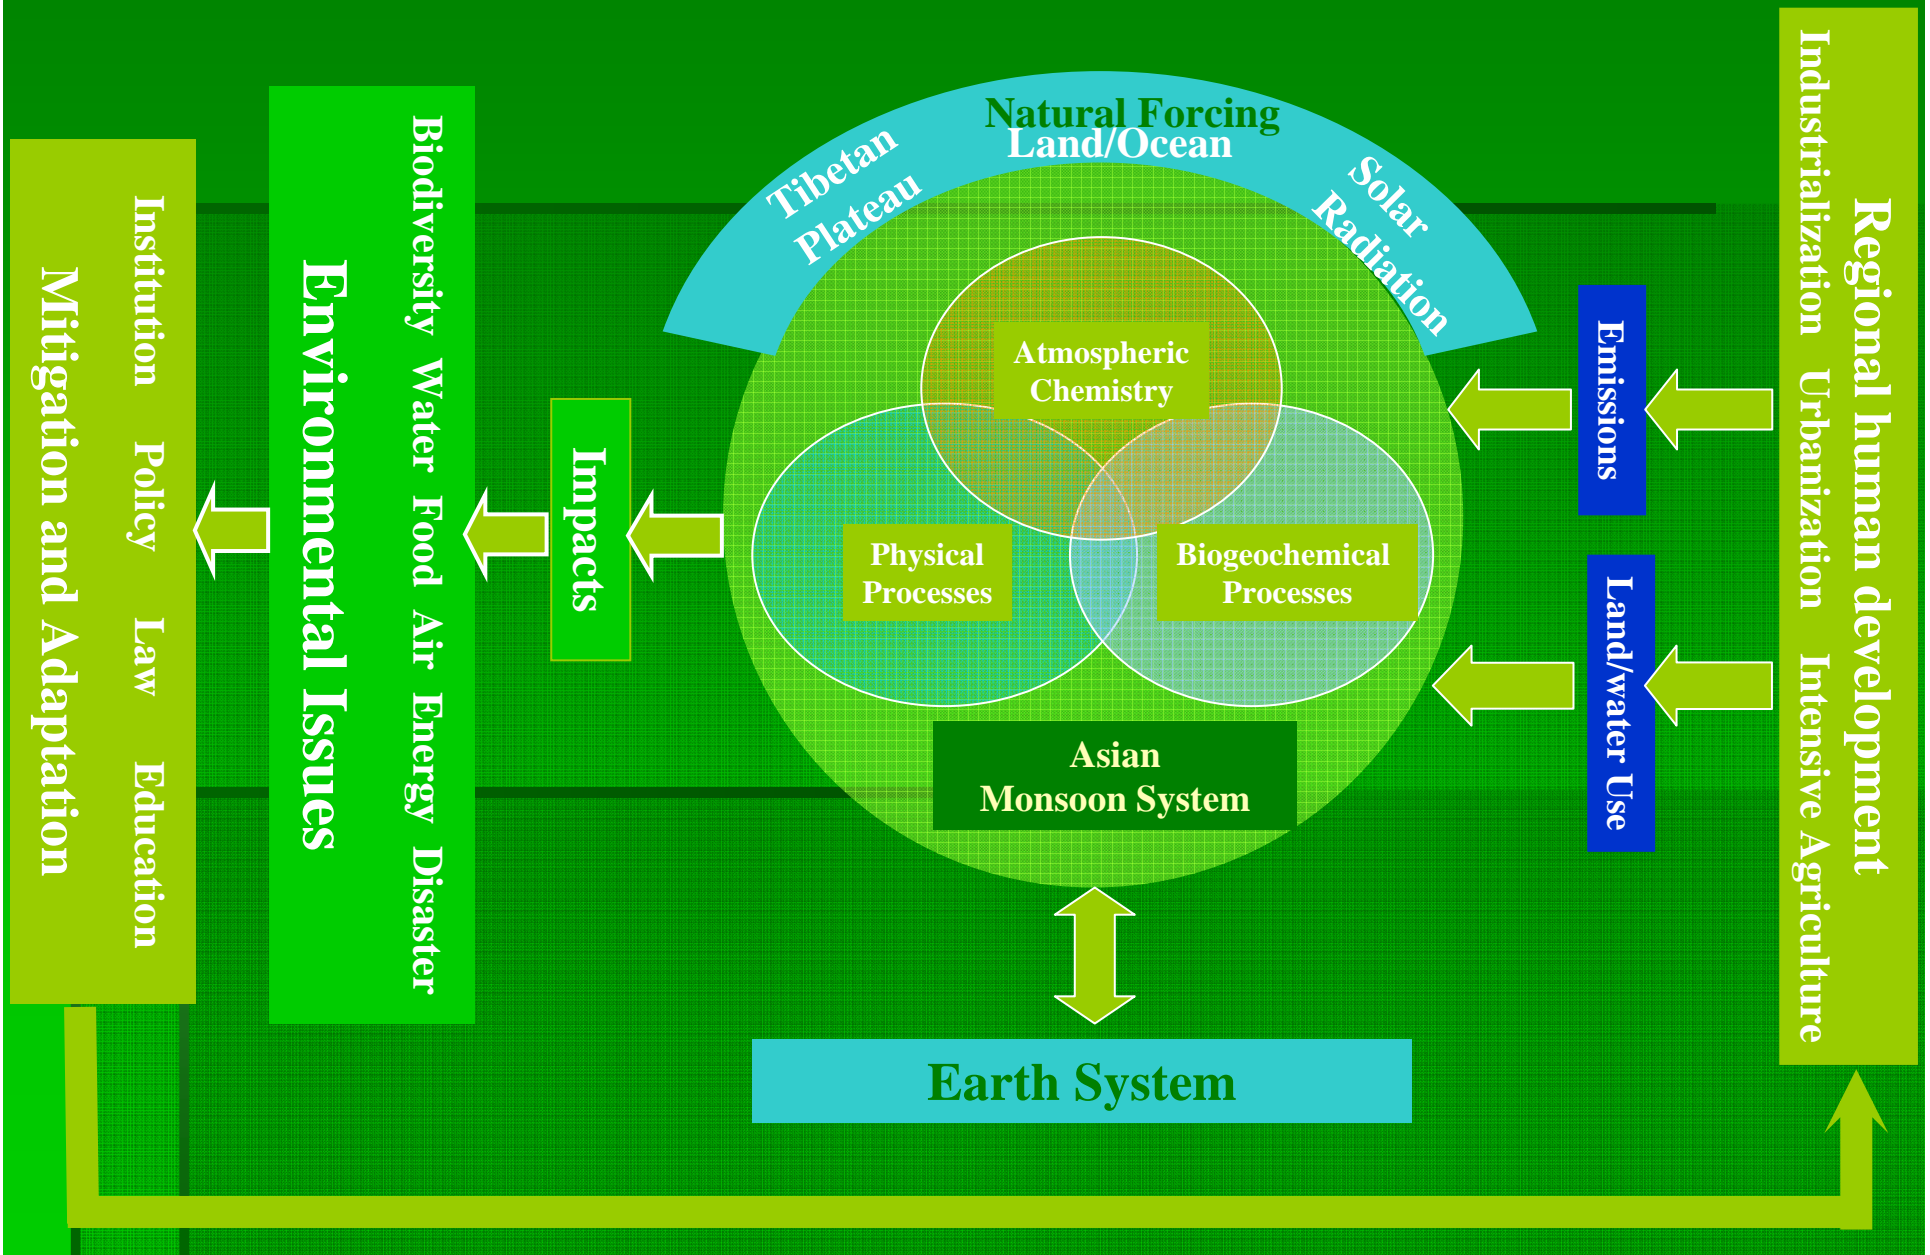 Natural Forcing
Land/Ocean
Tibetan
Plateau
Solar
Radiation
Atmospheric
Chemistry
Physical
Processes
Biogeochemical
Processes
Asian
Monsoon System
Earth System
Regional human development
Industrialization Urbanization Intensive Agriculture
Emissions
Land/water Use
Impacts
Biodiversity Water Food Air Energy Disaster
Environmental Issues
Institution Policy Law Education
Mitigation and Adaptation